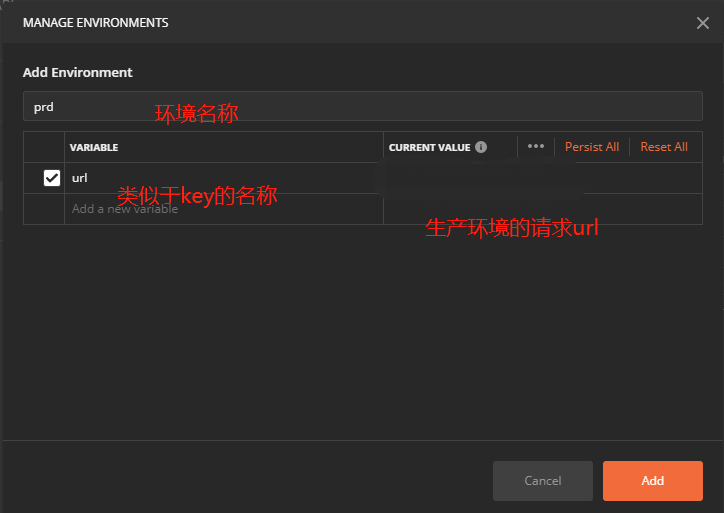 MANAGE ENVIRONMENTS
Add Environment
prd
环境名称
VARIABLE
CURRENT VALUE
Persist All
Reset All
url
类似于key的名称
Add a new variable
生产环境的请求url
Cancel
Add